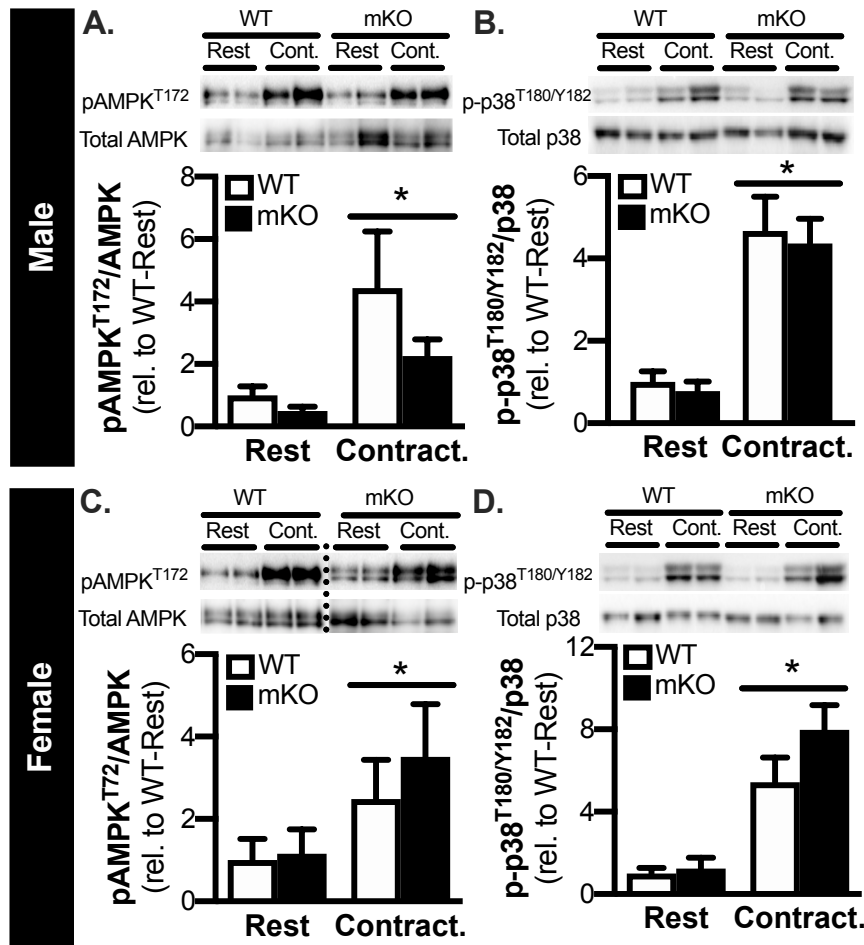 Male
A.
WT
mKO
Rest Cont. Rest Cont.
pAMPK^T172
Total AMPK
pAMPK^T172/AMPK
(rel. to WT-Rest)
8
6
4
2
0
WT
mKO
*
Rest Contract.
B.
WT
mKO
Rest Cont. Rest Cont.
p-p38^T180/Y182
Total p38
p-p38^T180/Y182/p38
(rel. to WT-Rest)
6
4
2
0
WT
mKO
*
Rest Contract.
Female
C.
WT
mKO
Rest Cont. Rest Cont.
pAMPK^T172
Total AMPK
pAMPK^T72/AMPK
(rel. to WT-Rest)
6
4
2
0
WT
mKO
*
Rest Contract.
D.
WT
mKO
Rest Cont. Rest Cont.
p-p38^T180/Y182
Total p38
p-p38^T180/Y182/p38
(rel. to WT-Rest)
12
8
4
0
WT
mKO
*
Rest Contract.